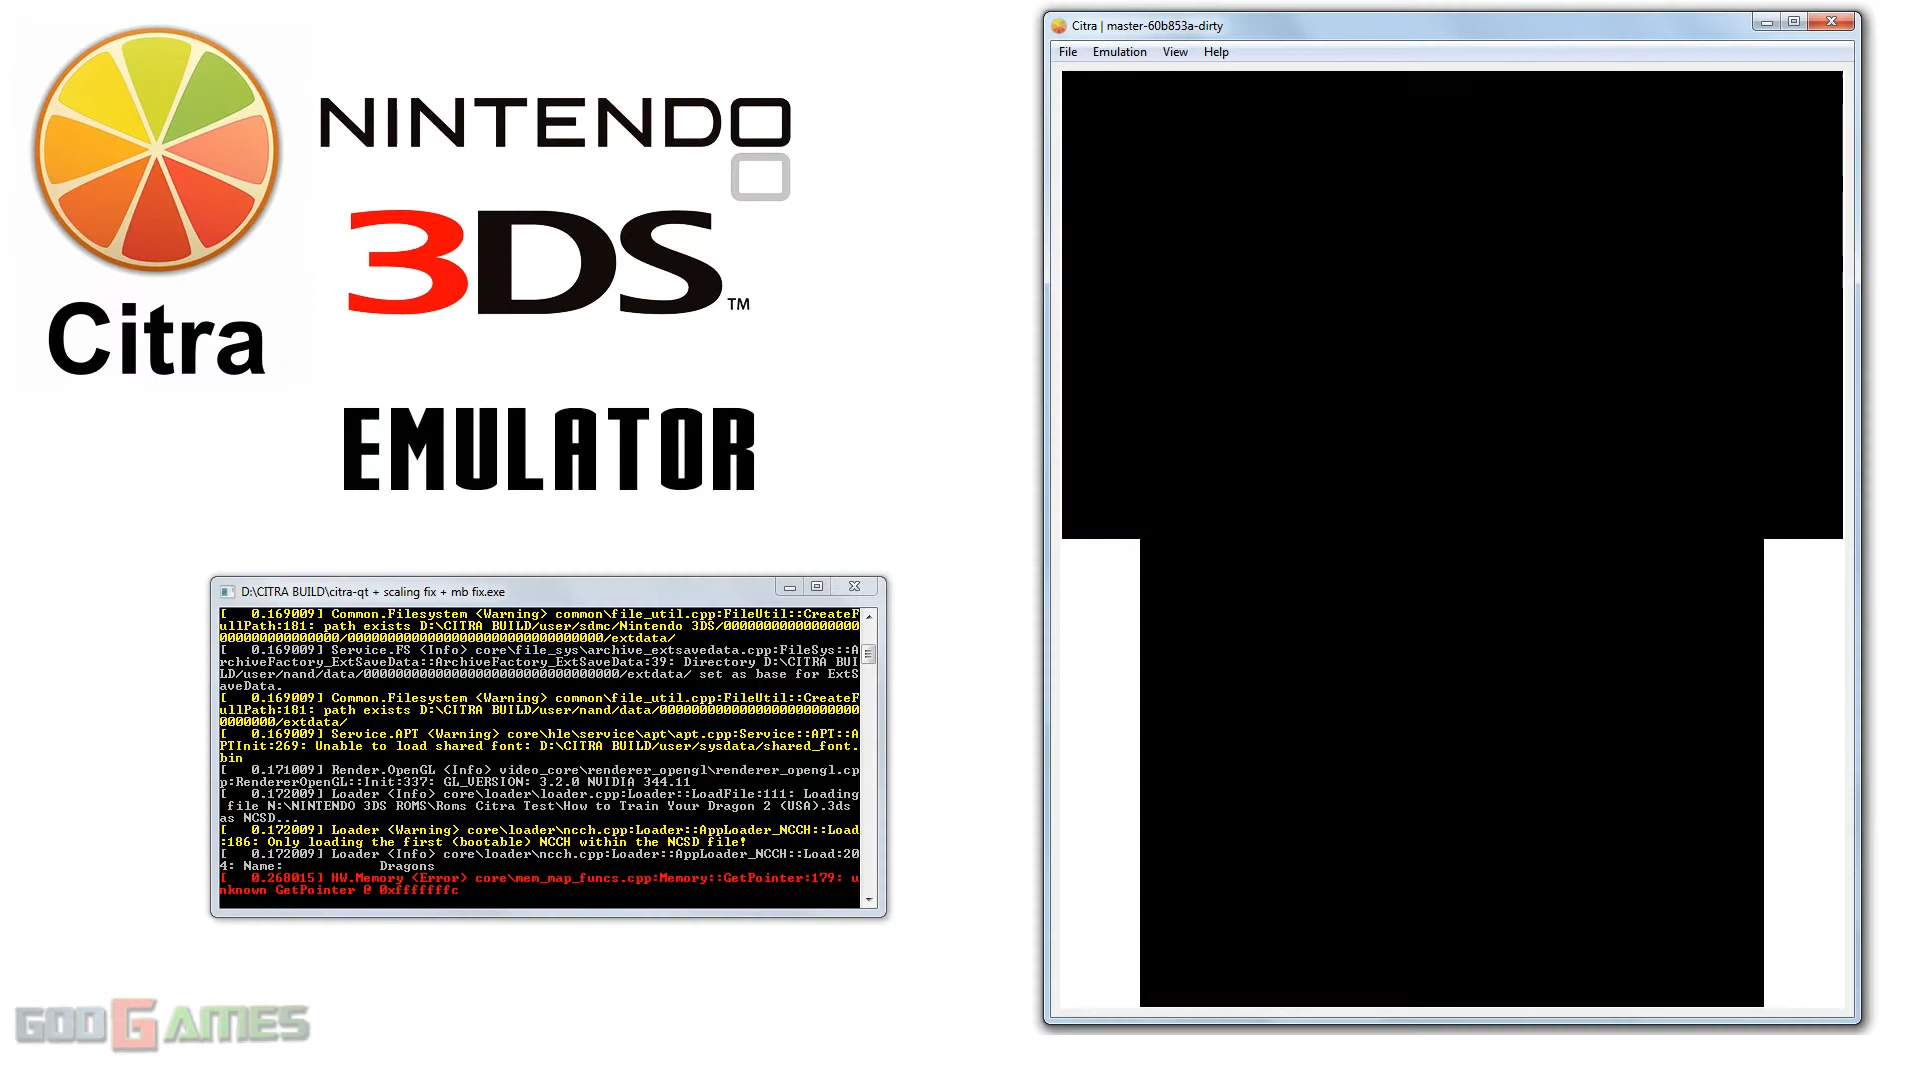 Citra
NINTENDO
3DS™
EMULATOR
D:\CITRA BUILD\citra-qt + scaling fix + mb fix.exe
[   0.169009] Common.Filesystem <Warning> common\file_util.cpp:FileUtil::CreateF
ullPath:181: path exists D:\CITRA BUILD/user/sdmc/Nintendo 3DS/00000000000000000
000000000000000/00000000000000000000000000000000/extdata/
[   0.169009] Service.FS <Info> core\file_sys\archive_extsavedata.cpp:FileSys::A
rchiveFactory_ExtSaveData::ArchiveFactory_ExtSaveData:39: Directory D:\CITRA BUI
LD/user/nand/data/00000000000000000000000000000000/extdata/ set as base for ExtS
aveData.
[   0.169009] Common.Filesystem <Warning> common\file_util.cpp:FileUtil::CreateF
ullPath:181: path exists D:\CITRA BUILD/user/nand/data/0000000000000000000000000
0000000/extdata/
[   0.169009] Service.APT <Warning> core\hle\service\apt\apt.cpp:Service::APT::A
PTInit:269: Unable to load shared font: D:\CITRA BUILD/user/sysdata/shared_font.
bin
[   0.171009] Render.OpenGL <Info> video_core\renderer_opengl\renderer_opengl.cp
p:RendererOpenGL::Init:337: GL_VERSION: 3.2.0 NVIDIA 344.11
[   0.172009] Loader <Info> core\loader\loader.cpp:Loader::LoadFile:111: Loading
 file N:\NINTENDO 3DS ROMS\Roms Citra Test\How to Train Your Dragon 2 (USA).3ds
as NCSD...
[   0.172009] Loader <Warning> core\loader\ncch.cpp:Loader::AppLoader_NCCH::Load
:186: Only loading the first (bootable) NCCH within the NCSD file!
[   0.172009] Loader <Info> core\loader\ncch.cpp:Loader::AppLoader_NCCH::Load:20
4: Name:            Dragons
[   0.268015] HW.Memory <Error> core\mem_map_funcs.cpp:Memory::GetPointer:179: u
nknown GetPointer @ 0xfffffffc
GODGAMES
Citra | master-60b853a-dirty
File Emulation View Help